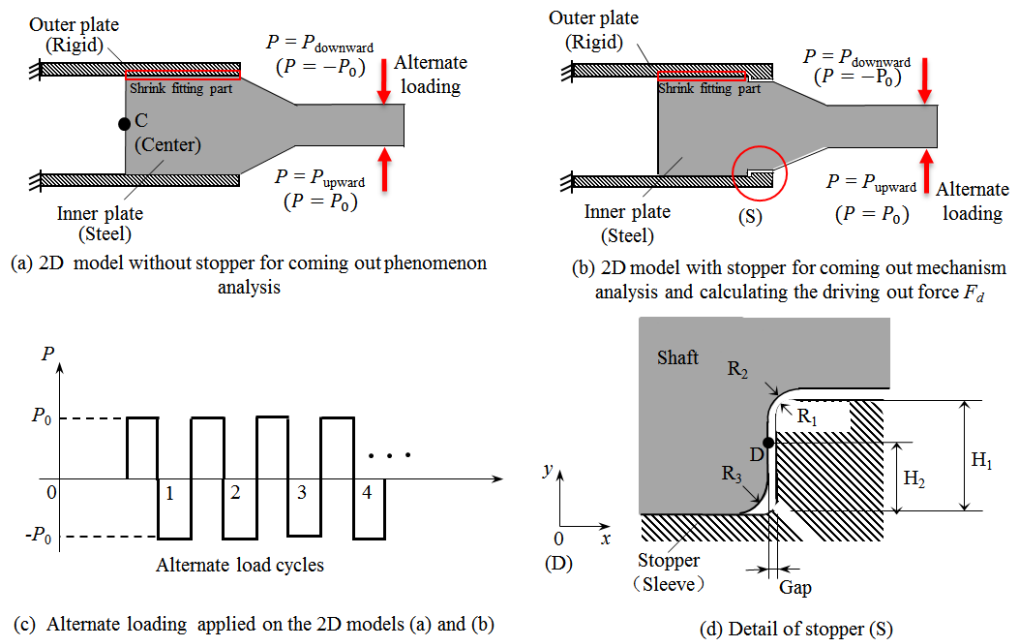 Outer plate
(Rigid)
P = Pdownward
(P = −P0)
Alternate
loading
Shrink fitting part
C
(Center)
P = Pupward
(P = P0)
Inner plate
(Steel)
(a) 2D model without stopper for coming out phenomenon
analysis
Outer plate
(Rigid)
P = Pdownward
(P = −P0)
Shrink fitting part
P = Pupward
(P = P0)
Alternate
loading
Inner plate
(Steel)
(S)
(b) 2D model with stopper for coming out mechanism
analysis and calculating the driving out force Fd
P
P0
0
1
2
3
4
-P0
Alternate load cycles
(c) Alternate loading applied on the 2D models (a) and (b)
Shaft
R2
R1
D
R3
H2
H1
y
0
x
(D)
Stopper
（Sleeve）
Gap
(d) Detail of stopper (S)